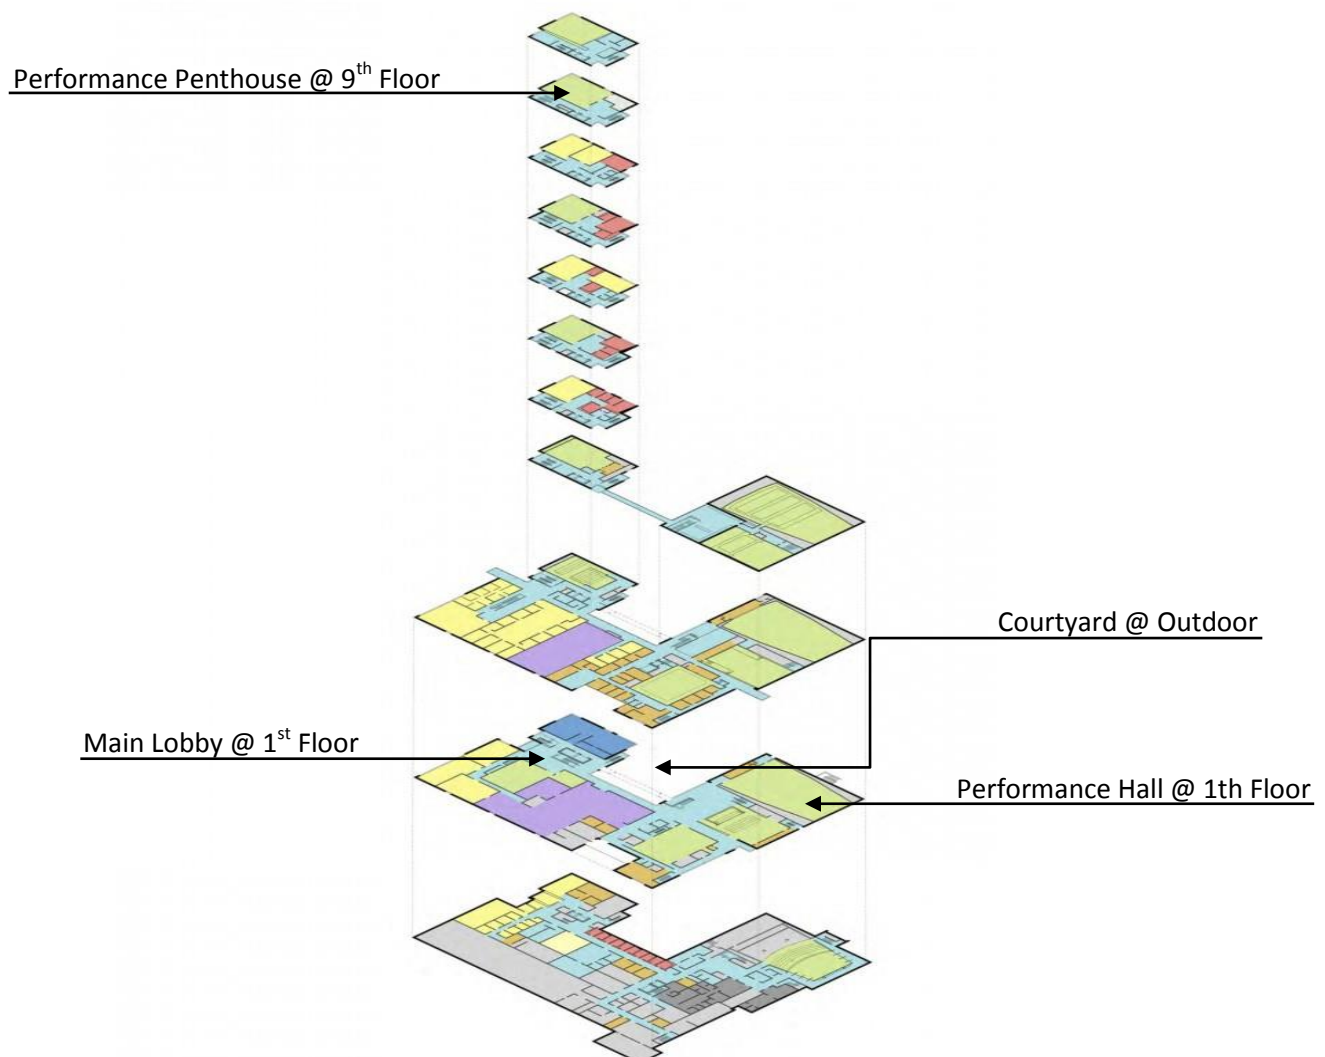 Performance Penthouse @ 9th Floor
Courtyard @ Outdoor
Main Lobby @ 1st Floor
Performance Hall @ 1th Floor